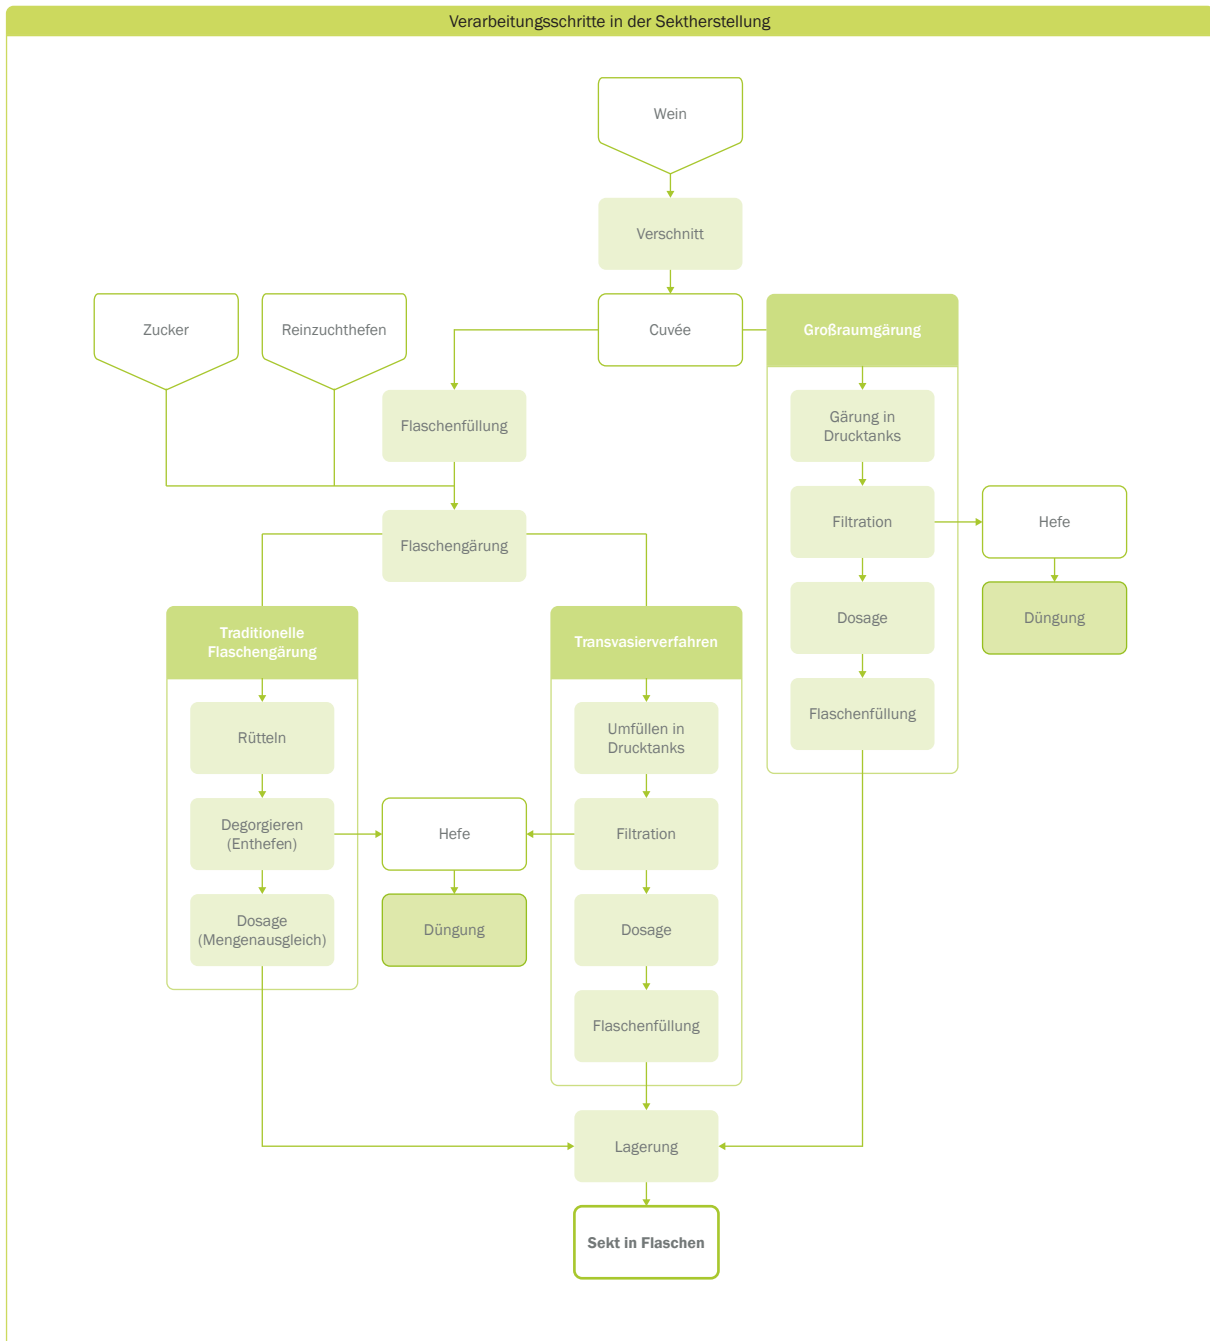 Verarbeitungsschritte in der Sektherstellung
Wein
Verschnitt
Zucker
Reinzuchthefen
Cuvée
Großraumgärung
Flaschenfüllung
Gärung in
Drucktanks
Filtration
Hefe
Flaschengärung
Dosage
Düngung
Traditionelle
Flaschengärung
Transvasierverfahren
Flaschenfüllung
Rütteln
Umfüllen in
Drucktanks
Degorgieren
(Enthefen)
Hefe
Filtration
Dosage
(Mengenausgleich)
Düngung
Dosage
Flaschenfüllung
Lagerung
Sekt in Flaschen